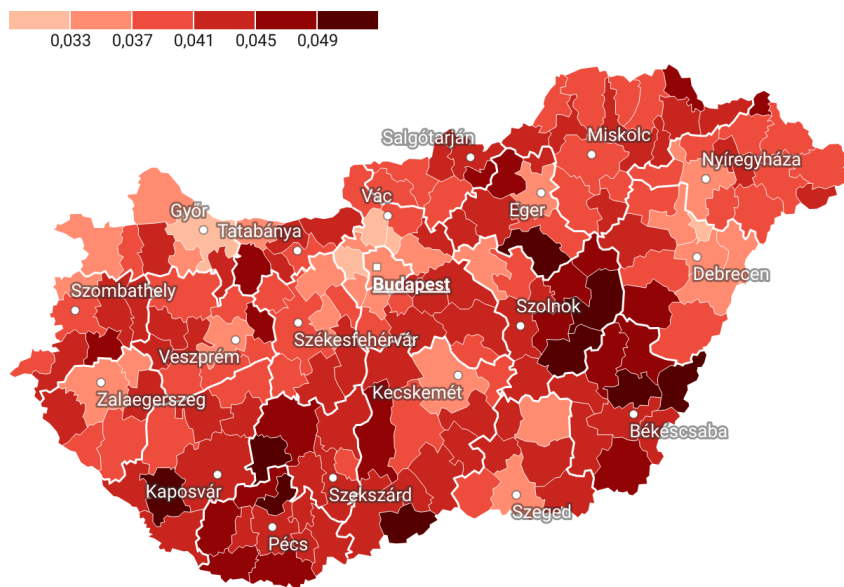 0,033 0,037 0,041 0,045 0,049
Salgótarján
Miskolc
Nyíregyháza
Vác
Eger
Győr
Tatabánya
Debrecen
Budapest
Szombathely
Szolnok
Székesfehérvár
Veszprém
Kecskemét
Zalaegerszeg
Békéscsaba
Kaposvár
Szekszárd
Szeged
Pécs